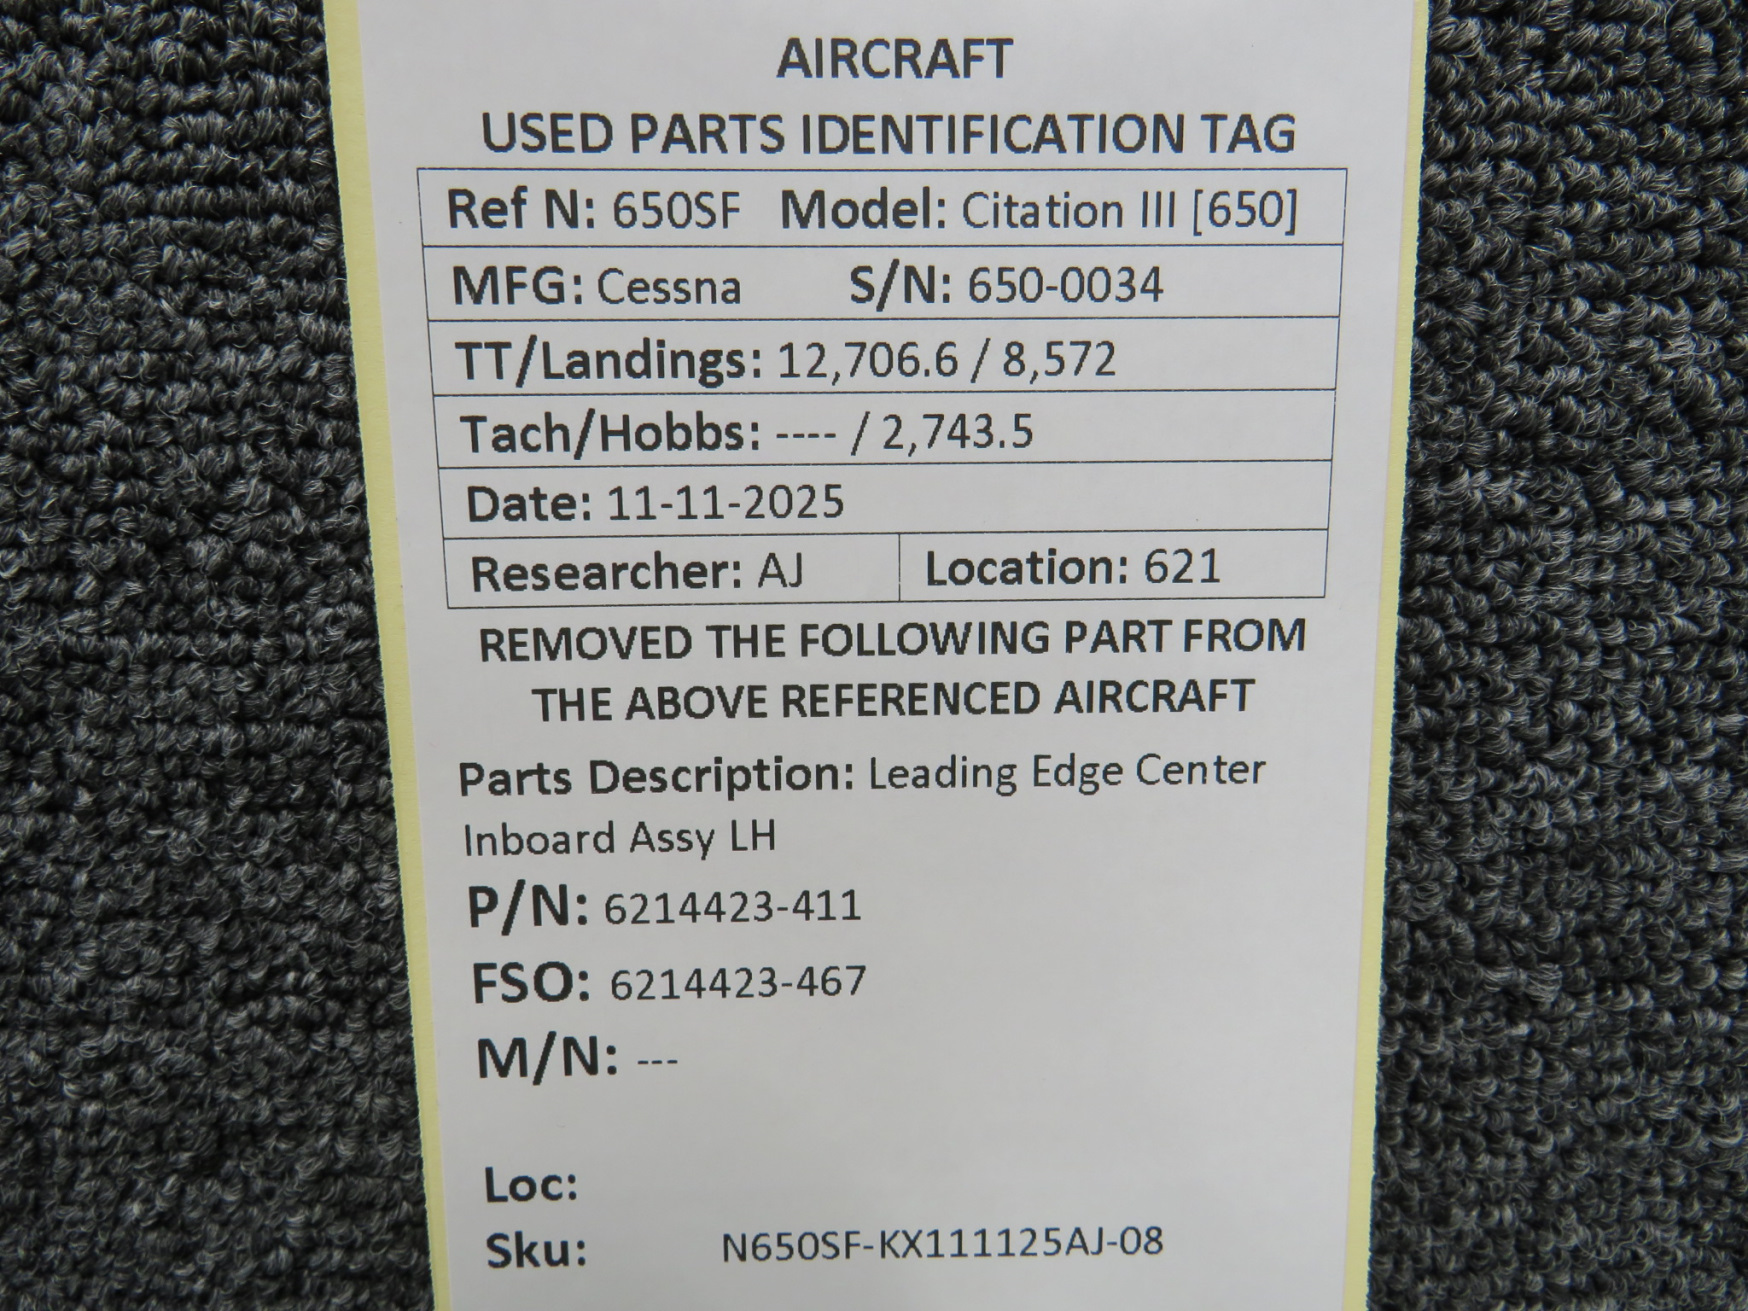 AIRCRAFT
USED PARTS IDENTIFICATION TAG
Ref N: 650SF Model: Citation III [650]
MFG: Cessna S/N: 650-0034
TT/Landings: 12,706.6 / 8,572
Tach/Hobbs: ---- / 2,743.5
Date: 11-11-2025
Researcher: AJ Location: 621
REMOVED THE FOLLOWING PART FROM
THE ABOVE REFERENCED AIRCRAFT
Parts Description: Leading Edge Center
Inboard Assy LH
P/N: 6214423-411
FSO: 6214423-467
M/N: ---
Loc:
Sku: N650SF-KX111125AJ-08